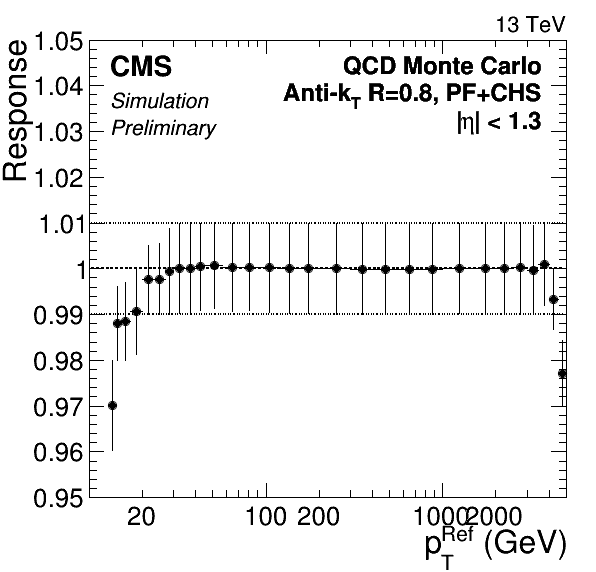 13 TeV
CMS
Simulation
Preliminary
QCD Monte Carlo
Anti-kT R=0.8, PF+CHS
|η| < 1.3
Response
1.05
1.04
1.03
1.02
1.01
1
0.99
0.98
0.97
0.96
0.95
20 100 200 1000 2000
pTRef (GeV)